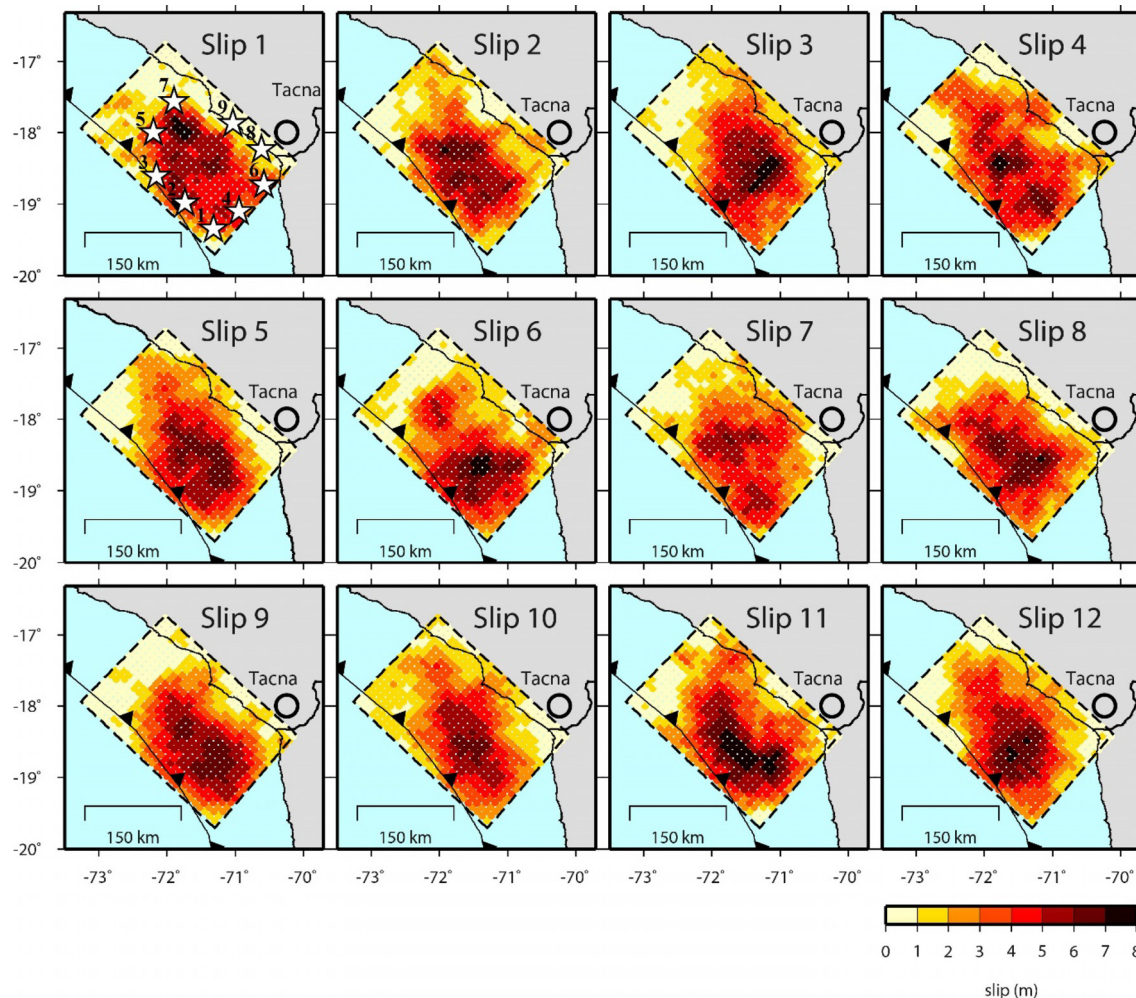 Slip 1
Slip 2
Slip 3
Slip 4
-17°
-18°
-19°
-20°
Tacna
7
9
5
8
3
6
2
4
1
150 km
150 km
150 km
150 km
Slip 5
Slip 6
Slip 7
Slip 8
-17°
-18°
-19°
-20°
Tacna
Tacna
Tacna
Tacna
150 km
150 km
150 km
150 km
Slip 9
Slip 10
Slip 11
Slip 12
-17°
-18°
-19°
-20°
Tacna
Tacna
Tacna
Tacna
150 km
150 km
150 km
150 km
-73° -72° -71° -70°
-73° -72° -71° -70°
-73° -72° -71° -70°
-73° -72° -71° -70°
0 1 2 3 4 5 6 7 8
slip (m)